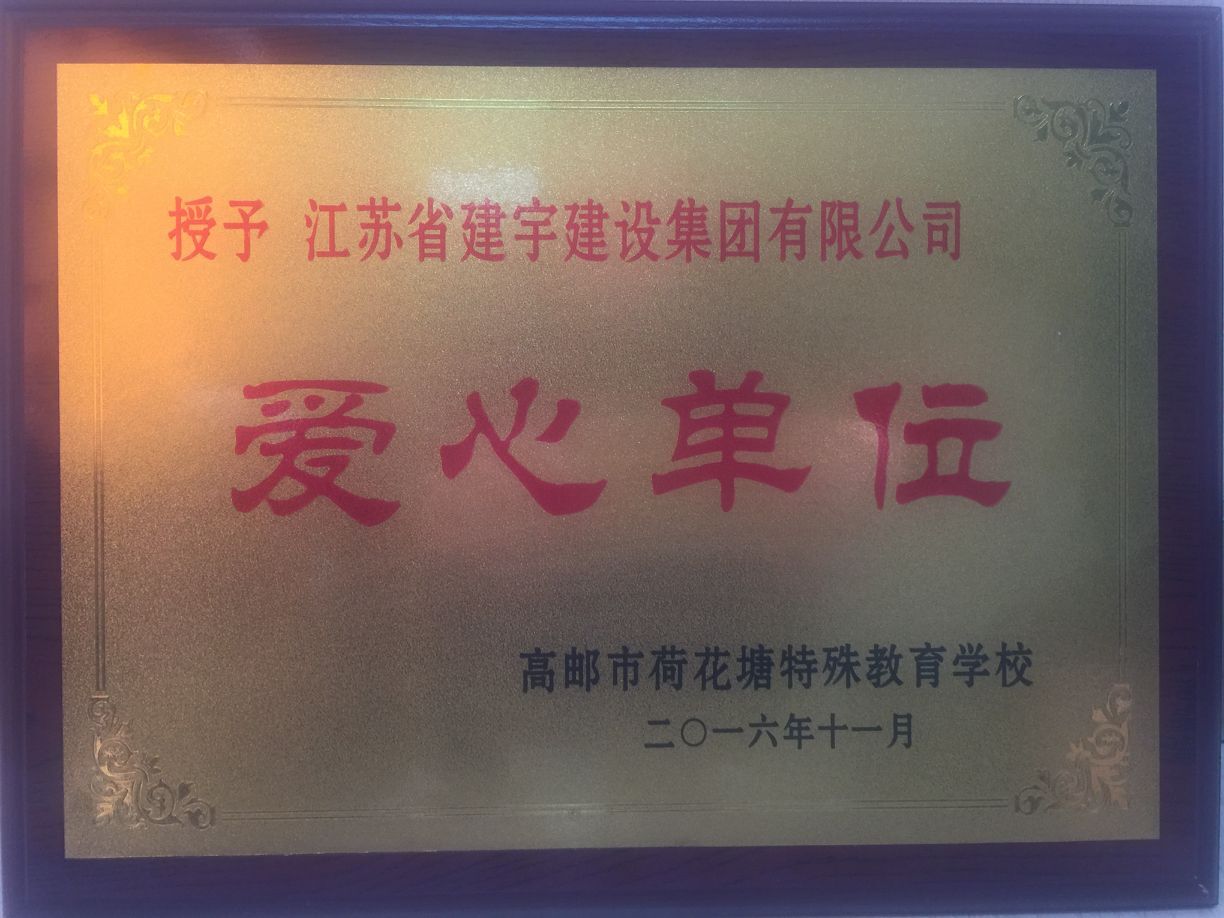 授予 江苏省建宇建设集团有限公司
爱心单位
高邮市荷花塘特殊教育学校
二〇一六年十一月